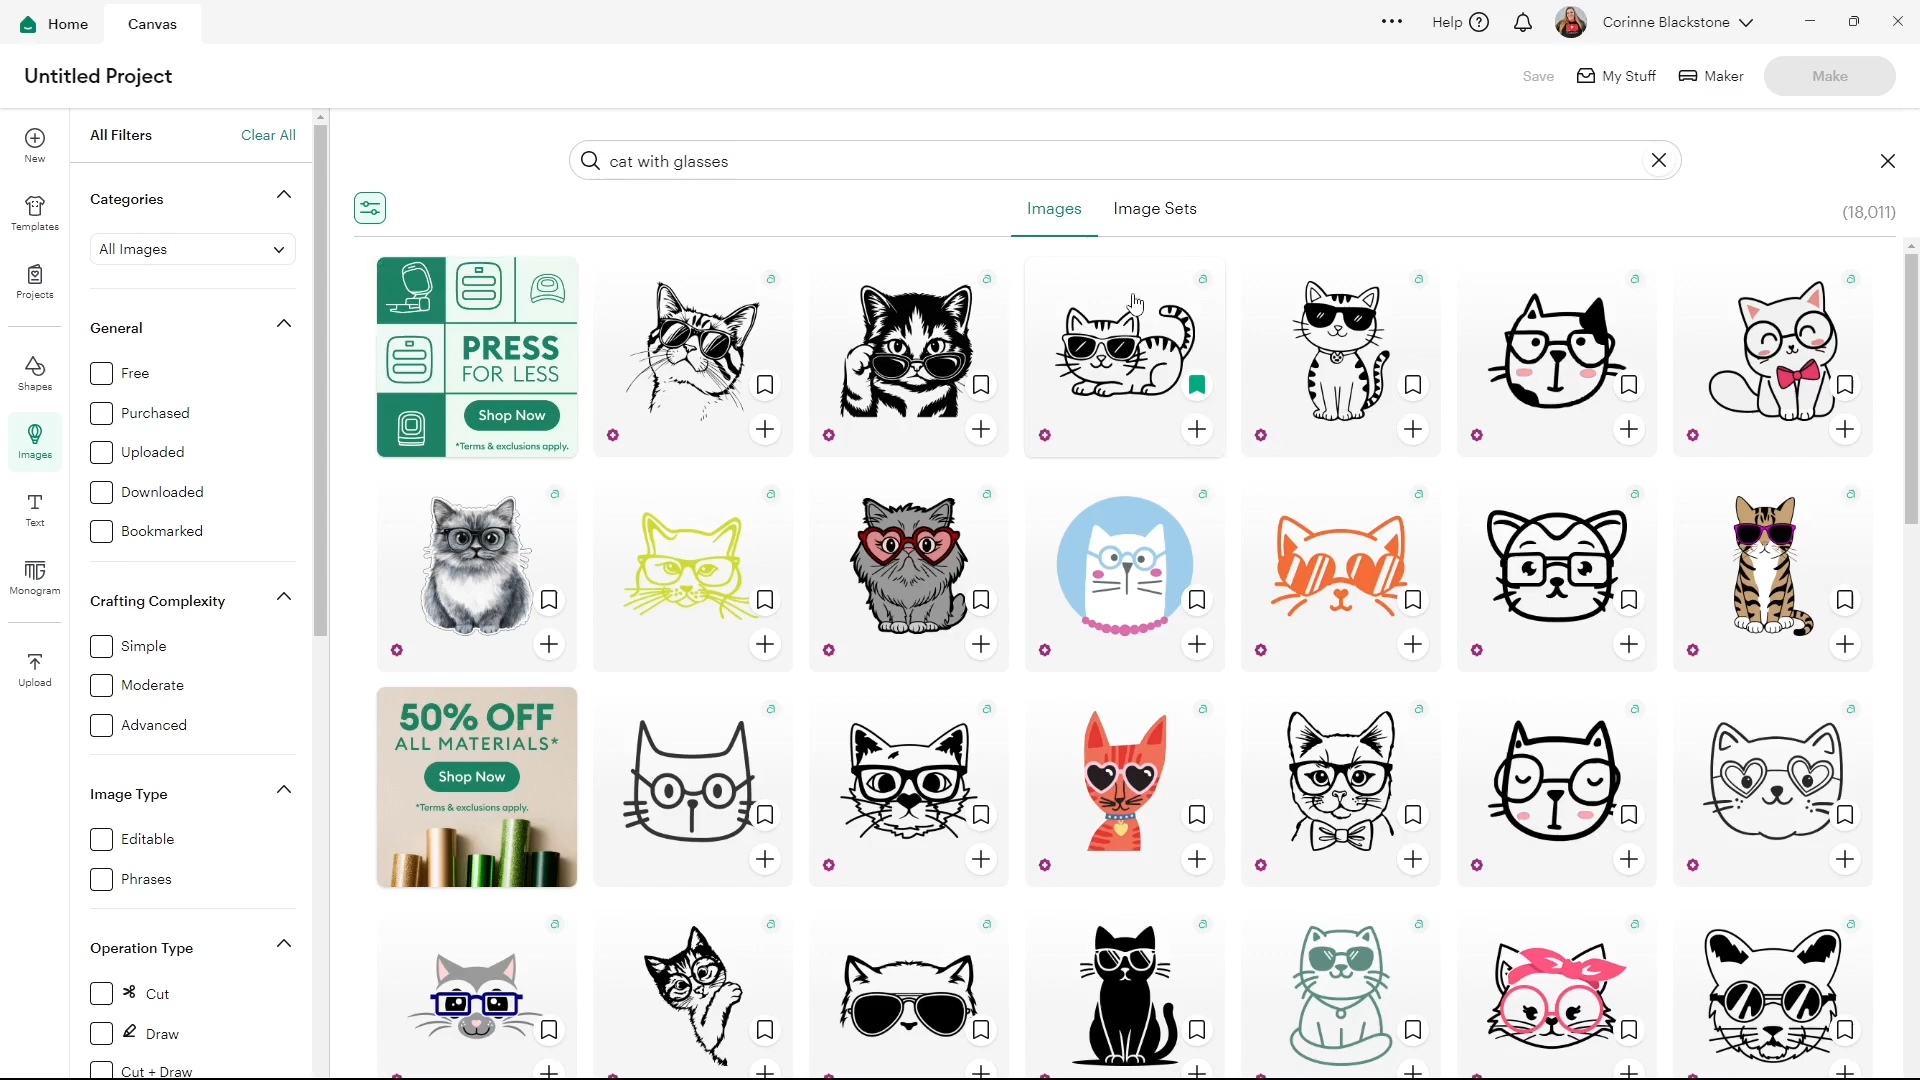 Home
Canvas
Help
Corinne Blackstone
Untitled Project
Save
My Stuff
Maker
Make
New
Templates
Projects
Shapes
Images
Text
Monogram
Upload
All Filters
Clear All
Categories
All Images
General
Free
Purchased
Uploaded
Downloaded
Bookmarked
Crafting Complexity
Simple
Moderate
Advanced
Image Type
Editable
Phrases
Operation Type
Cut
Draw
Cut + Draw
cat with glasses
Images
Image Sets
(18,011)
PRESS
FOR LESS
Shop Now
*Terms & exclusions apply.
50% OFF
ALL MATERIALS*
Shop Now
*Terms & exclusions apply.